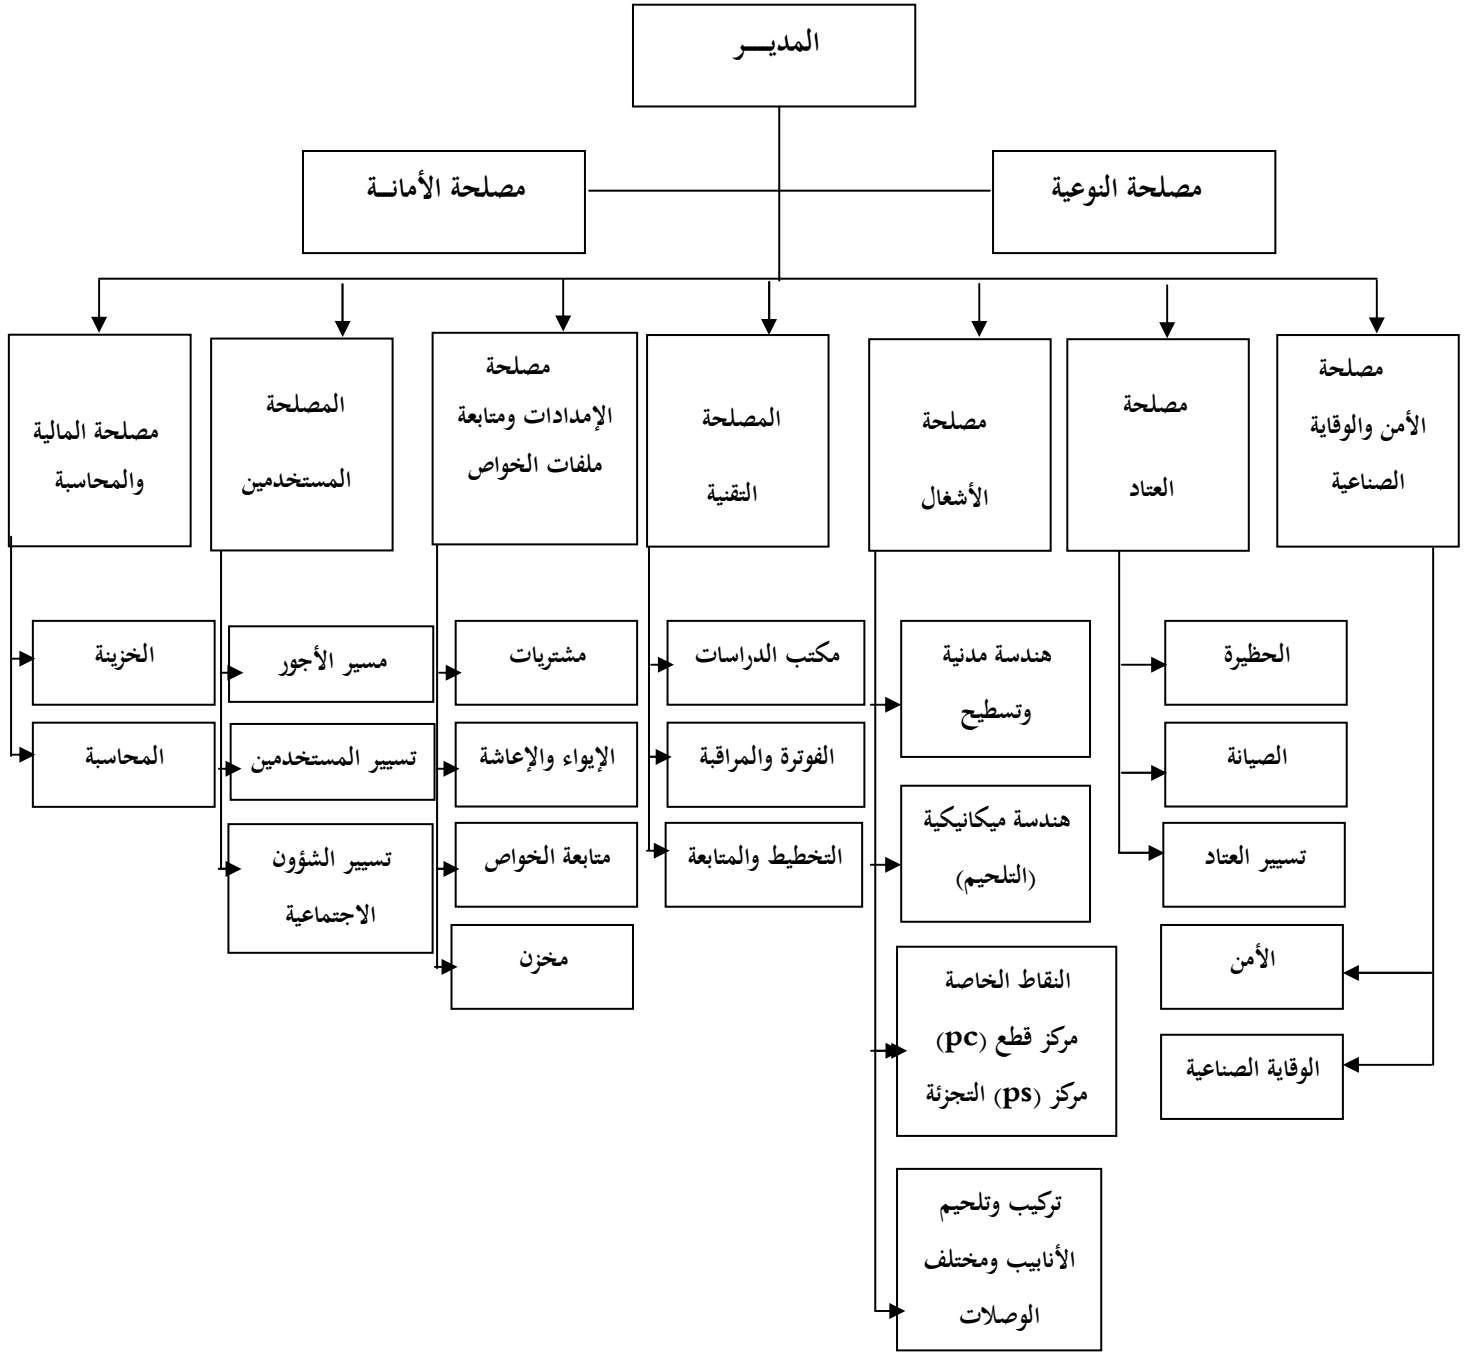 المديــــر
مصلحة النوعية
مصلحة الأمانــة
مصلحة
الأمن والوقاية
الصناعية
مصلحة
العتاد
مصلحة
الأشغال
المصلحة
التقنية
مصلحة
الإمدادات ومتابعة
ملفات الخواص
المصلحة
المستخدمين
مصلحة المالية
والمحاسبة
الحظيرة
الصيانة
تسيير العتاد
الأمن
الوقاية الصناعية
هندسة مدنية
وتسطيح
هندسة ميكانيكية
(التلحيم)
النقاط الخاصة
مركز قطع (pc)
مركز (ps) التجزئة
تركيب وتلحيم
الأنابيب ومختلف
الوصلات
مكتب الدراسات
الفوترة والمراقبة
التخطيط والمتابعة
مشتريات
الإيواء والإعاشة
متابعة الخواص
مخزن
مسير الأجور
تسيير المستخدمين
تسيير الشؤون
الاجتماعية
الخزينة
المحاسبة